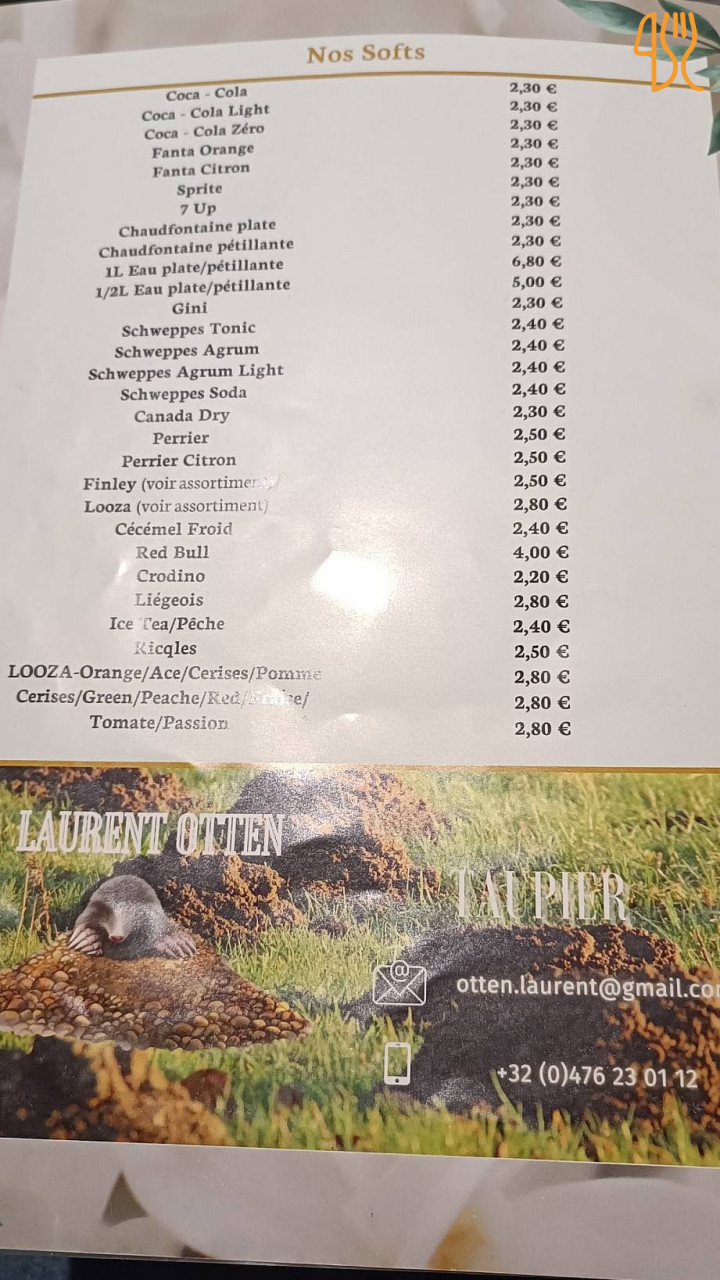 Nos Softs
Coca - Cola 2,30 €
Coca - Cola Light 2,30 €
Coca - Cola Zéro 2,30 €
Fanta Orange 2,30 €
Fanta Citron 2,30 €
Sprite 2,30 €
7 Up 2,30 €
Chaudfontaine plate 2,30 €
Chaudfontaine pétillante 2,30 €
1L Eau plate/pétillante 6,80 €
1/2L Eau plate/pétillante 5,00 €
Gini 2,30 €
Schweppes Tonic 2,40 €
Schweppes Agrum 2,40 €
Schweppes Agrum Light 2,40 €
Schweppes Soda 2,40 €
Canada Dry 2,30 €
Perrier 2,50 €
Perrier Citron 2,50 €
Finley (voir assortiment) 2,50 €
Looza (voir assortiment) 2,80 €
Cécémel Froid 2,40 €
Red Bull 4,00 €
Crodino 2,20 €
Liégeois 2,80 €
Ice Tea/Pêche 2,40 €
Ricqles 2,50 €
LOOZA-Orange/Ace/Cerises/Pomme 2,80 €
Cerises/Green/Peache/Red/Fraise/ 2,80 €
Tomate/Passion 2,80 €
LAURENT OTTEN
TAUPIER
otten.laurent@gmail.co
+32 (0)476 23 01 12